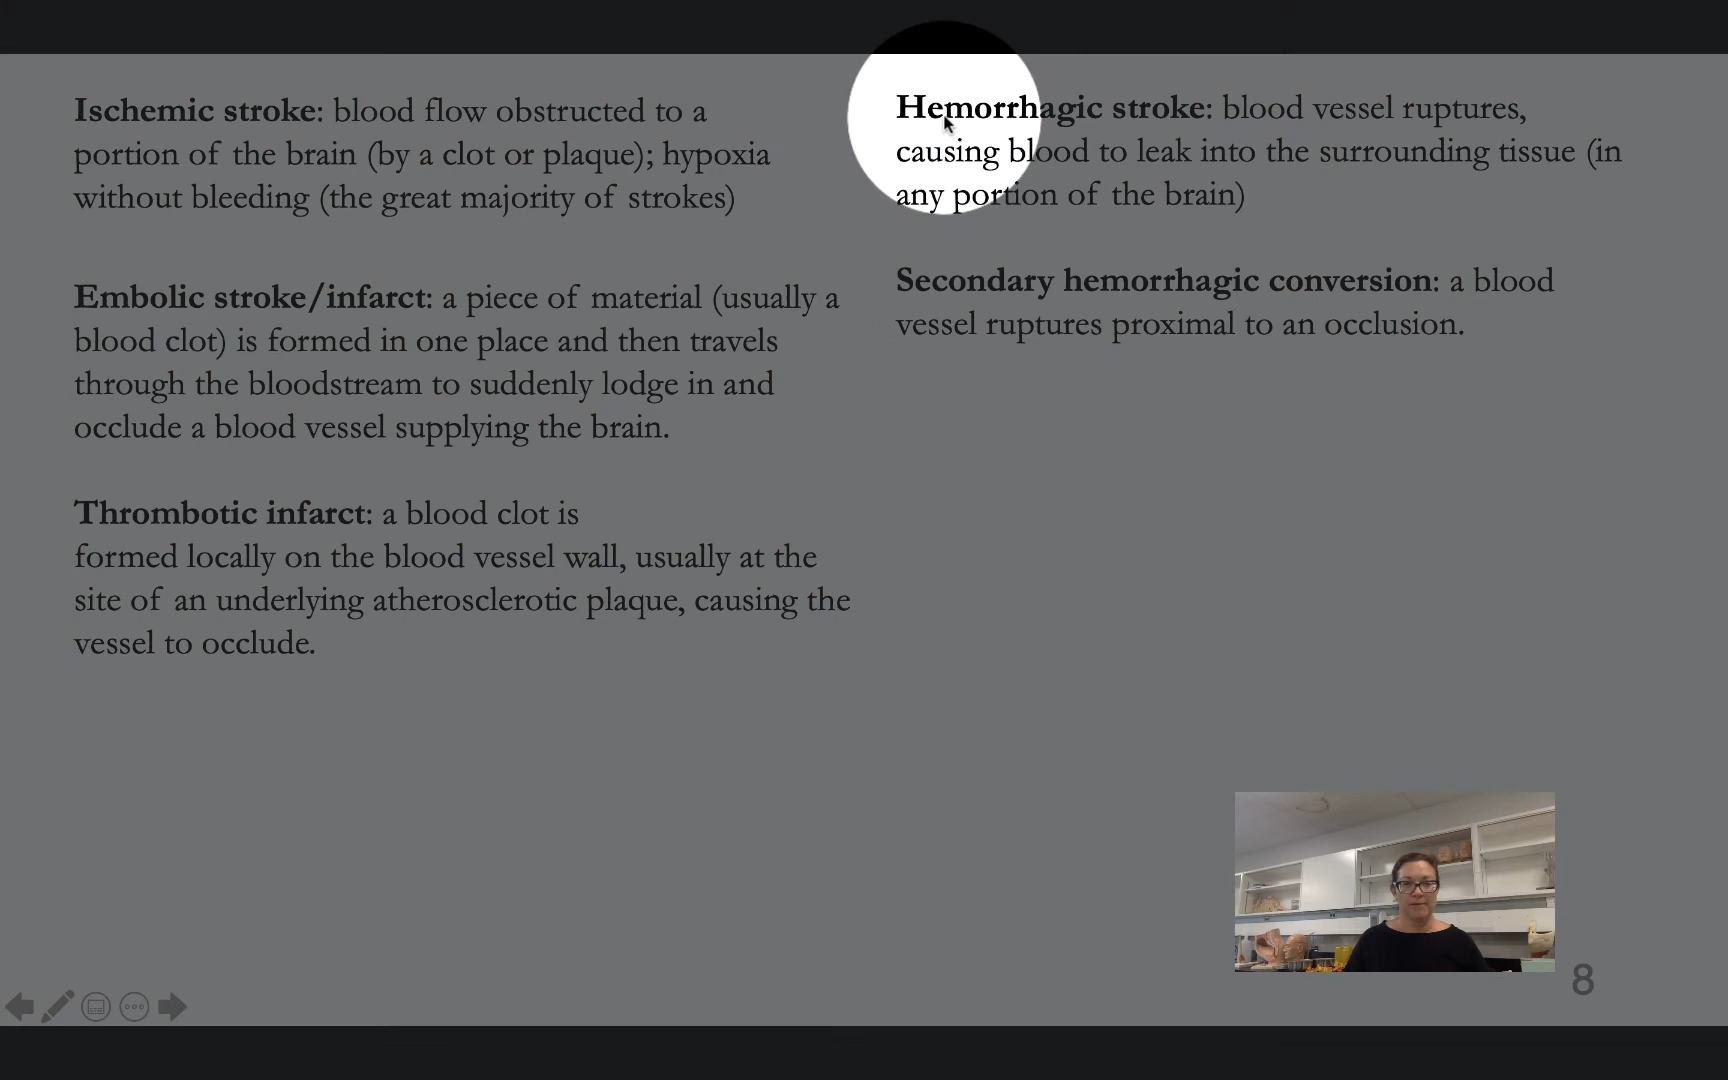 Ischemic stroke: blood flow obstructed to a
portion of the brain (by a clot or plaque); hypoxia
without bleeding (the great majority of strokes)
Embolic stroke/infarct: a piece of material (usually a
blood clot) is formed in one place and then travels
through the bloodstream to suddenly lodge in and
occlude a blood vessel supplying the brain.
Thrombotic infarct: a blood clot is
formed locally on the blood vessel wall, usually at the
site of an underlying atherosclerotic plaque, causing the
vessel to occlude.
Hemorrhagic stroke: blood vessel ruptures,
causing blood to leak into the surrounding tissue (in
any portion of the brain)
Secondary hemorrhagic conversion: a blood
vessel ruptures proximal to an occlusion.
8